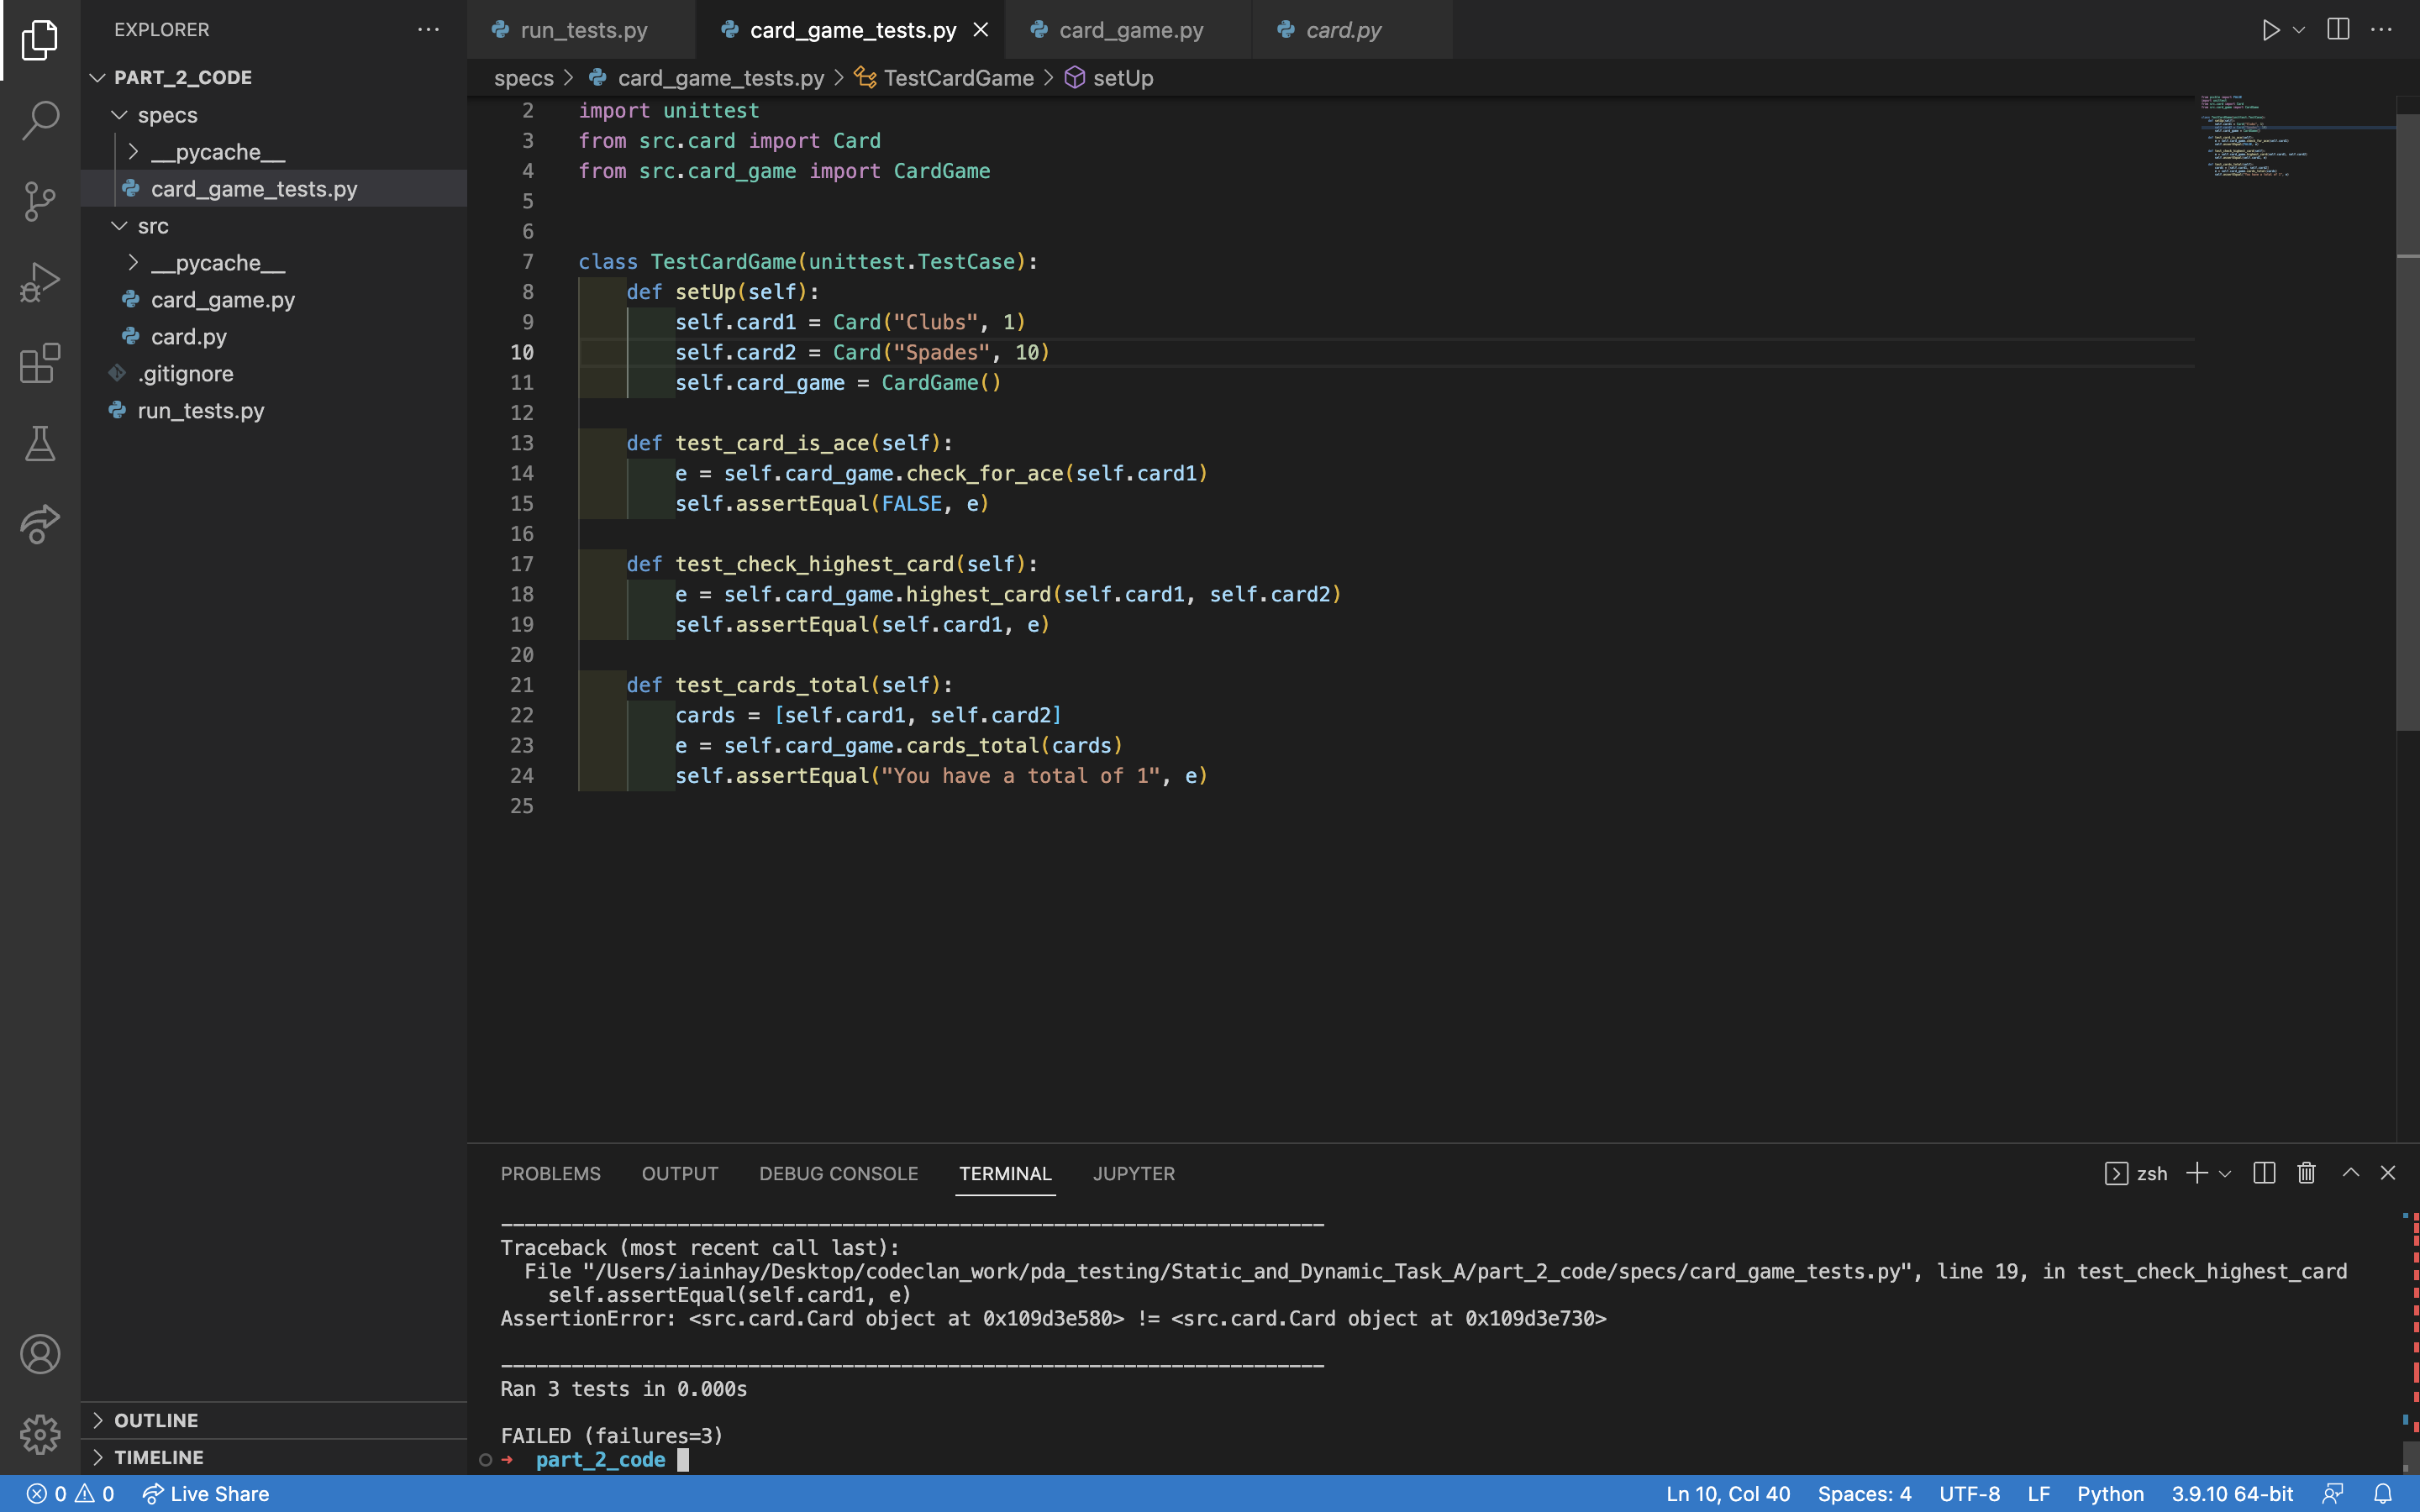 EXPLORER
PART_2_CODE
specs
__pycache__
card_game_tests.py
src
__pycache__
card_game.py
card.py
.gitignore
run_tests.py
OUTLINE
TIMELINE
run_tests.py
card_game_tests.py
card_game.py
card.py
specs > card_game_tests.py > TestCardGame > setUp
2 import unittest
3 from src.card import Card
4 from src.card_game import CardGame
5
6
7 class TestCardGame(unittest.TestCase):
8 def setUp(self):
9 self.card1 = Card("Clubs", 1)
10 self.card2 = Card("Spades", 10)
11 self.card_game = CardGame()
12
13 def test_card_is_ace(self):
14 e = self.card_game.check_for_ace(self.card1)
15 self.assertEqual(FALSE, e)
16
17 def test_check_highest_card(self):
18 e = self.card_game.highest_card(self.card1, self.card2)
19 self.assertEqual(self.card1, e)
20
21 def test_cards_total(self):
22 cards = [self.card1, self.card2]
23 e = self.card_game.cards_total(cards)
24 self.assertEqual("You have a total of 1", e)
25
PROBLEMS OUTPUT DEBUG CONSOLE TERMINAL JUPYTER
zsh
----------------------------------------------------------------------
Traceback (most recent call last):
File "/Users/iainhay/Desktop/codeclan_work/pda_testing/Static_and_Dynamic_Task_A/part_2_code/specs/card_game_tests.py", line 19, in test_check_highest_card
self.assertEqual(self.card1, e)
AssertionError: <src.card.Card object at 0x109d3e580> != <src.card.Card object at 0x109d3e730>
----------------------------------------------------------------------
Ran 3 tests in 0.000s
FAILED (failures=3)
➜ part_2_code
0 0 Live Share
Ln 10, Col 40 Spaces: 4 UTF-8 LF Python 3.9.10 64-bit